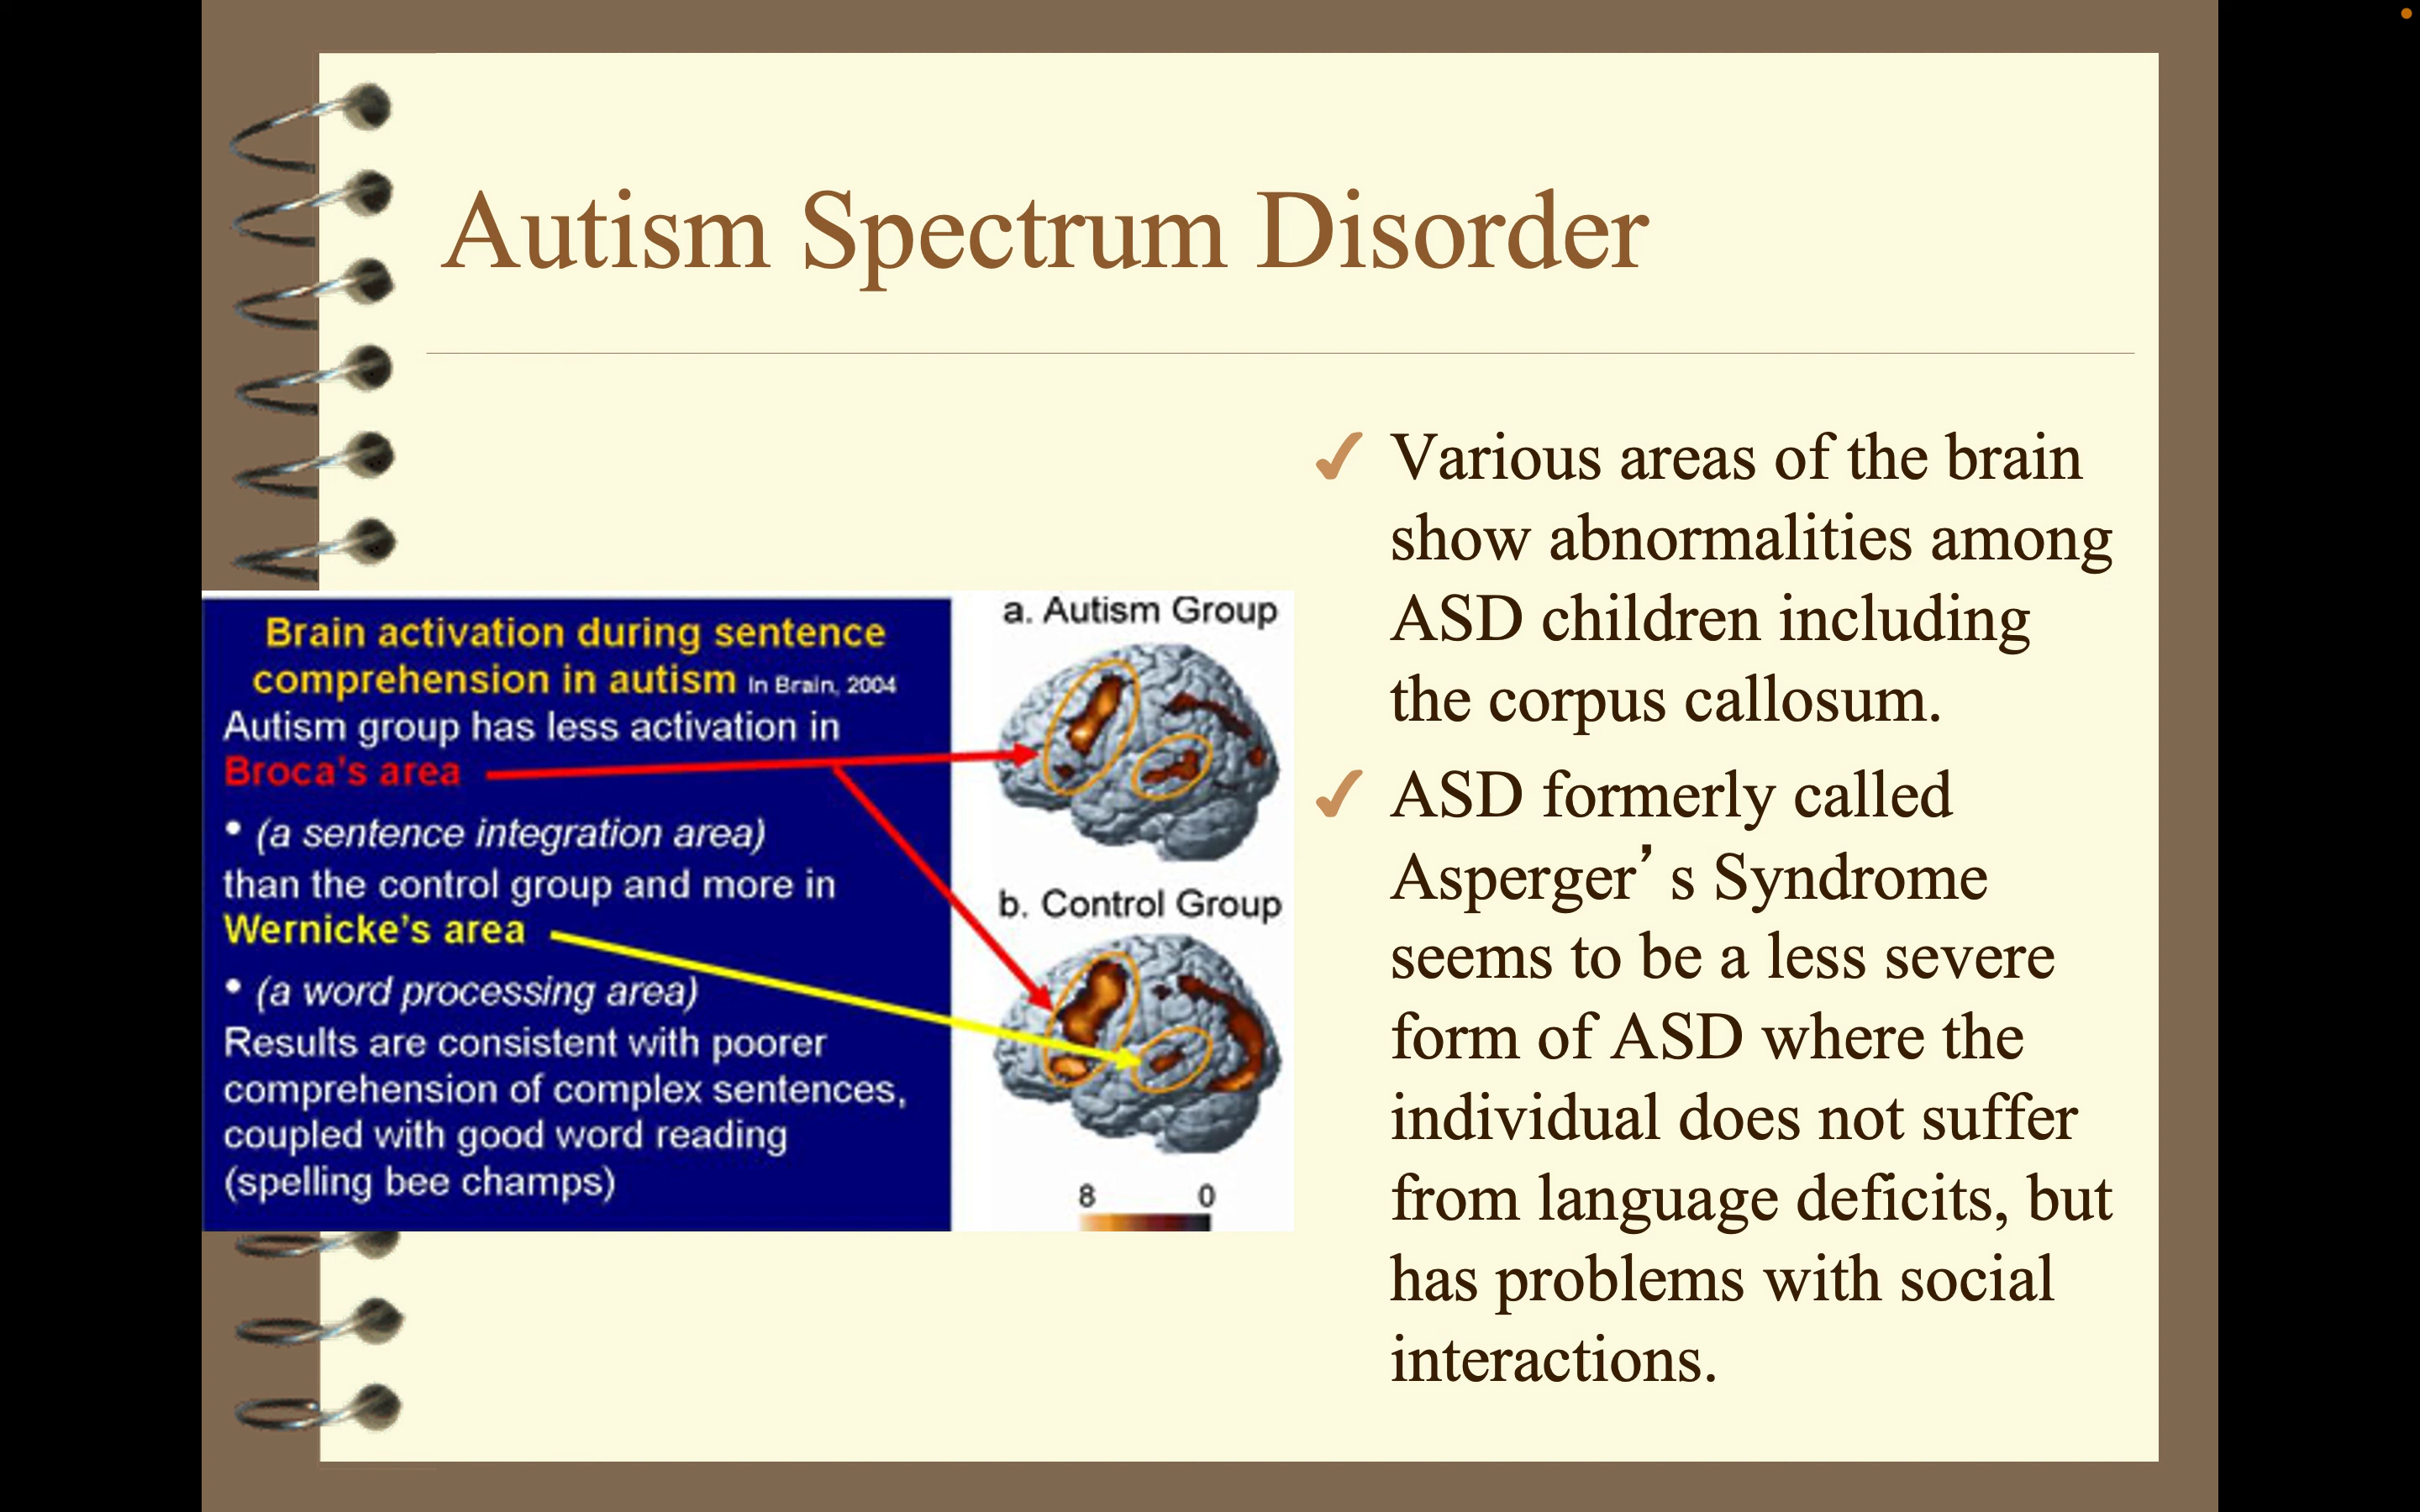 Autism Spectrum Disorder
Brain activation during sentence
comprehension in autism In Brain, 2004
Autism group has less activation in
Broca's area
• (a sentence integration area)
than the control group and more in
Wernicke's area
• (a word processing area)
Results are consistent with poorer
comprehension of complex sentences,
coupled with good word reading
(spelling bee champs)
a. Autism Group
b. Control Group
8 0
✓ Various areas of the brain
show abnormalities among
ASD children including
the corpus callosum.
✓ ASD formerly called
Asperger’s Syndrome
seems to be a less severe
form of ASD where the
individual does not suffer
from language deficits, but
has problems with social
interactions.